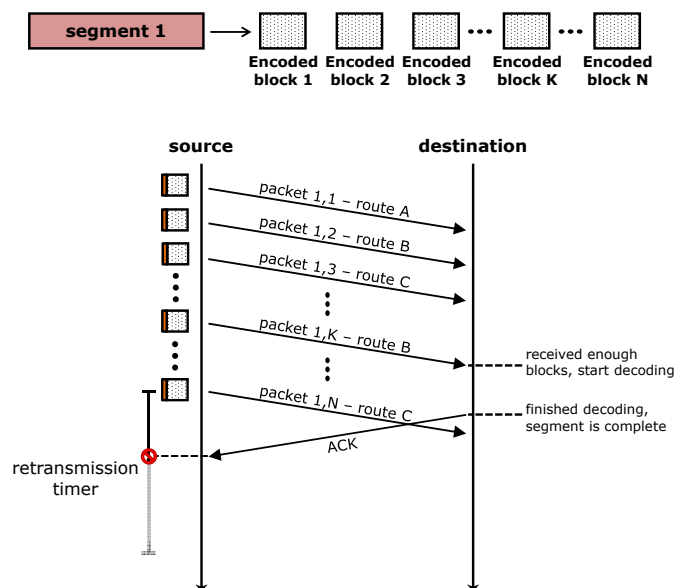 segment 1
Encoded block 1
Encoded block 2
Encoded block 3
Encoded block K
Encoded block N
source
destination
packet 1,1 – route A
packet 1,2 – route B
packet 1,3 – route C
packet 1,K – route B
received enough
blocks, start decoding
packet 1,N – route C
finished decoding,
segment is complete
ACK
retransmission
timer